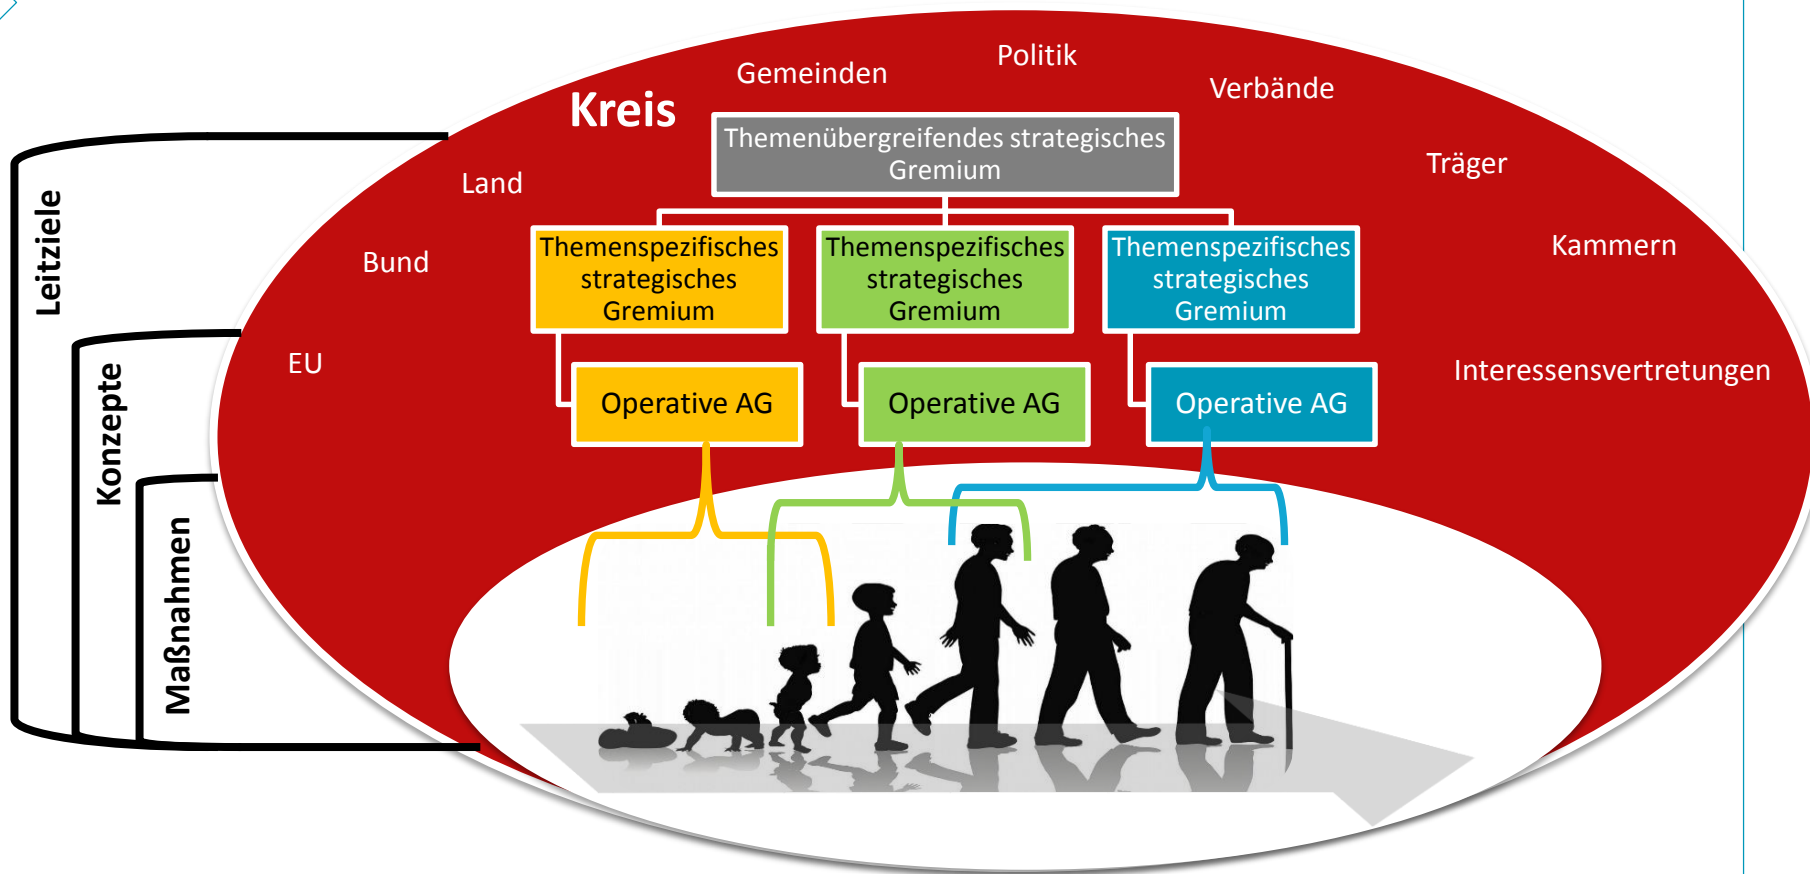 Politik
Gemeinden
Verbände
Kreis
Themenübergreifendes strategisches
Gremium
Träger
Land
Bund
Kammern
EU
Interessensvertretungen
Themenspezifisches
strategisches
Gremium
Themenspezifisches
strategisches
Gremium
Themenspezifisches
strategisches
Gremium
Operative AG
Operative AG
Operative AG
Leitziele
Konzepte
Maßnahmen